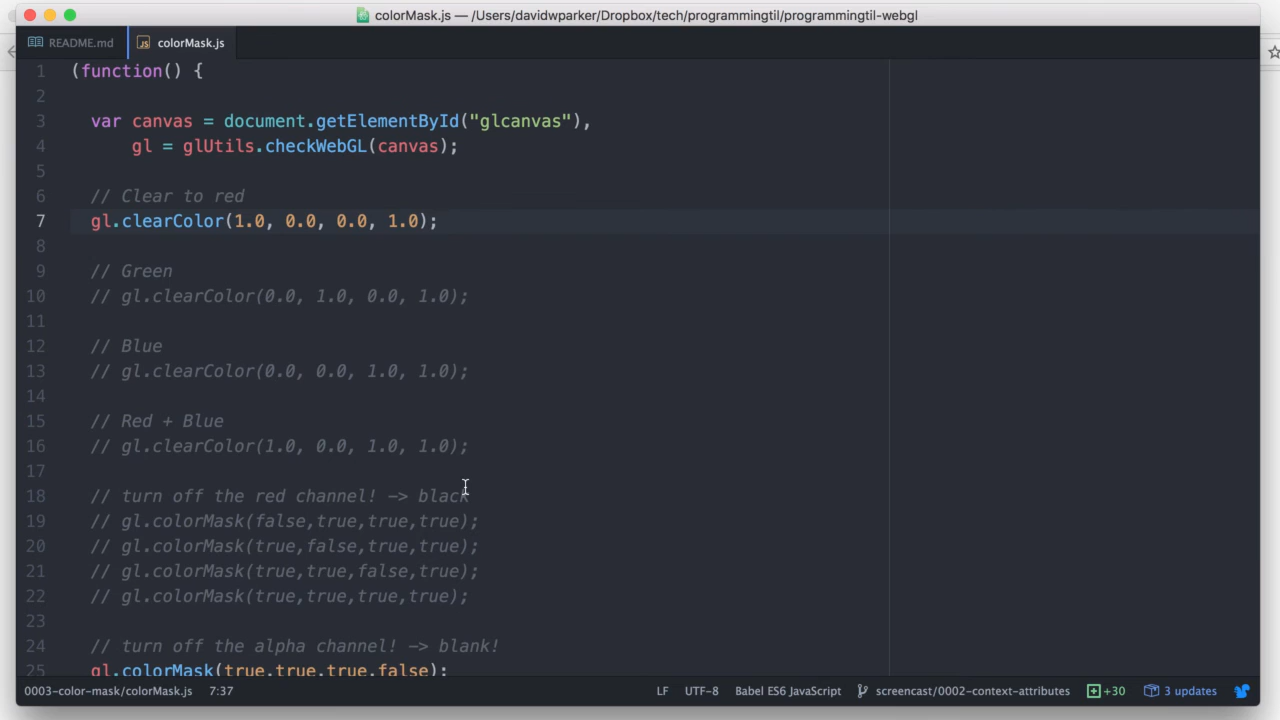 colorMask.js — /Users/davidwparker/Dropbox/tech/programmingtil/programmingtil-webgl
README.md
JS colorMask.js
1 (function() {
2
3 var canvas = document.getElementById("glcanvas"),
4 gl = glUtils.checkWebGL(canvas);
5
6 // Clear to red
7 gl.clearColor(1.0, 0.0, 0.0, 1.0);
8
9 // Green
10 // gl.clearColor(0.0, 1.0, 0.0, 1.0);
11
12 // Blue
13 // gl.clearColor(0.0, 0.0, 1.0, 1.0);
14
15 // Red + Blue
16 // gl.clearColor(1.0, 0.0, 1.0, 1.0);
17
18 // turn off the red channel! -> black
19 // gl.colorMask(false,true,true,true);
20 // gl.colorMask(true,false,true,true);
21 // gl.colorMask(true,true,false,true);
22 // gl.colorMask(true,true,true,true);
23
24 // turn off the alpha channel! -> blank!
25 gl.colorMask(true,true,true,false);
0003-color-mask/colorMask.js 7:37 LF UTF-8 Babel ES6 JavaScript screencast/0002-context-attributes +30 3 updates